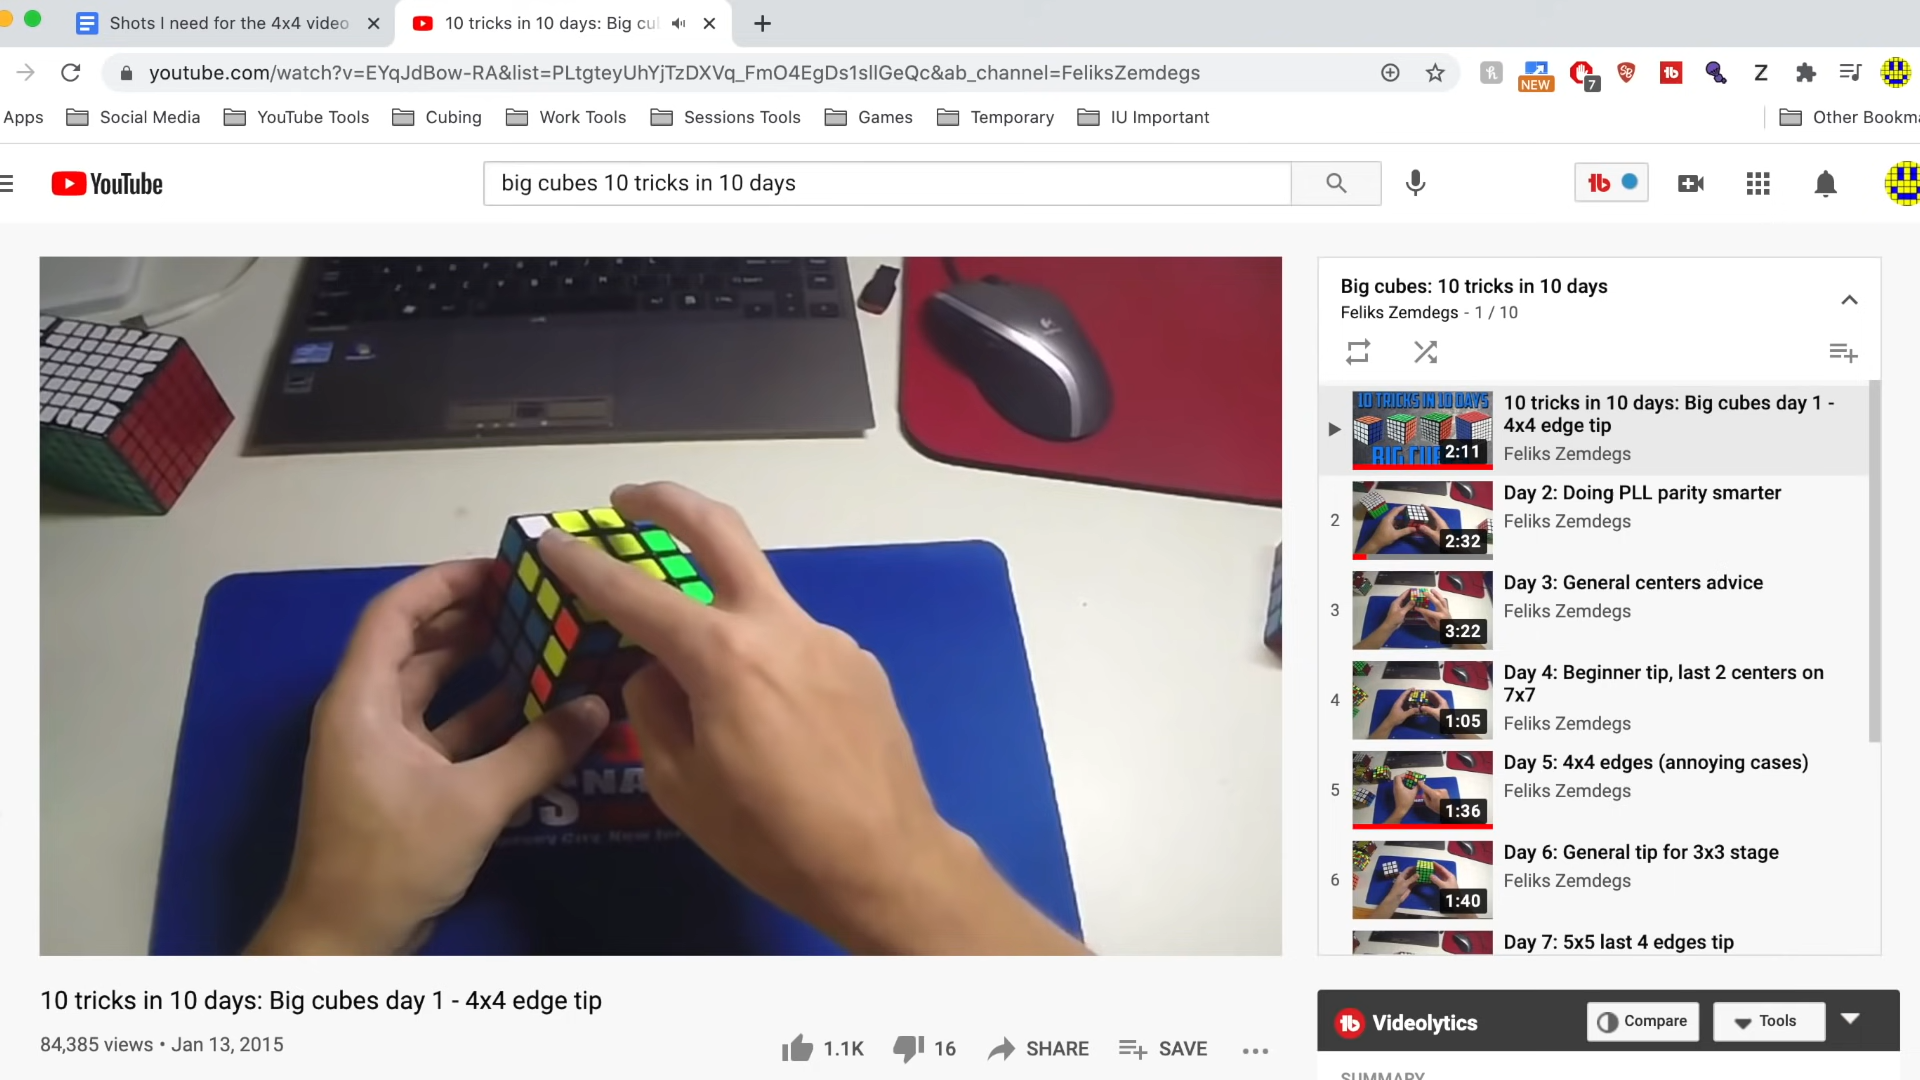 Shots I need for the 4x4 video
10 tricks in 10 days: Big cu
youtube.com/watch?v=EYqJdBow-RA&list=PLtgteyUhYjTzDXVq_FmO4EgDs1sllGeQc&ab_channel=FeliksZemdegs
NEW
7
Z
Apps
Social Media
YouTube Tools
Cubing
Work Tools
Sessions Tools
Games
Temporary
IU Important
Other Bookma
YouTube
big cubes 10 tricks in 10 days
Big cubes: 10 tricks in 10 days
Feliks Zemdegs - 1 / 10
10 TRICKS IN 10 DAYS
2:11
10 tricks in 10 days: Big cubes day 1 -
4x4 edge tip
Feliks Zemdegs
2
2:32
Day 2: Doing PLL parity smarter
Feliks Zemdegs
3
3:22
Day 3: General centers advice
Feliks Zemdegs
4
1:05
Day 4: Beginner tip, last 2 centers on
7x7
Feliks Zemdegs
5
1:36
Day 5: 4x4 edges (annoying cases)
Feliks Zemdegs
6
1:40
Day 6: General tip for 3x3 stage
Feliks Zemdegs
Day 7: 5x5 last 4 edges tip
10 tricks in 10 days: Big cubes day 1 - 4x4 edge tip
84,385 views • Jan 13, 2015
1.1K
16
SHARE
SAVE
Videolytics
Compare
Tools
SUMMARY